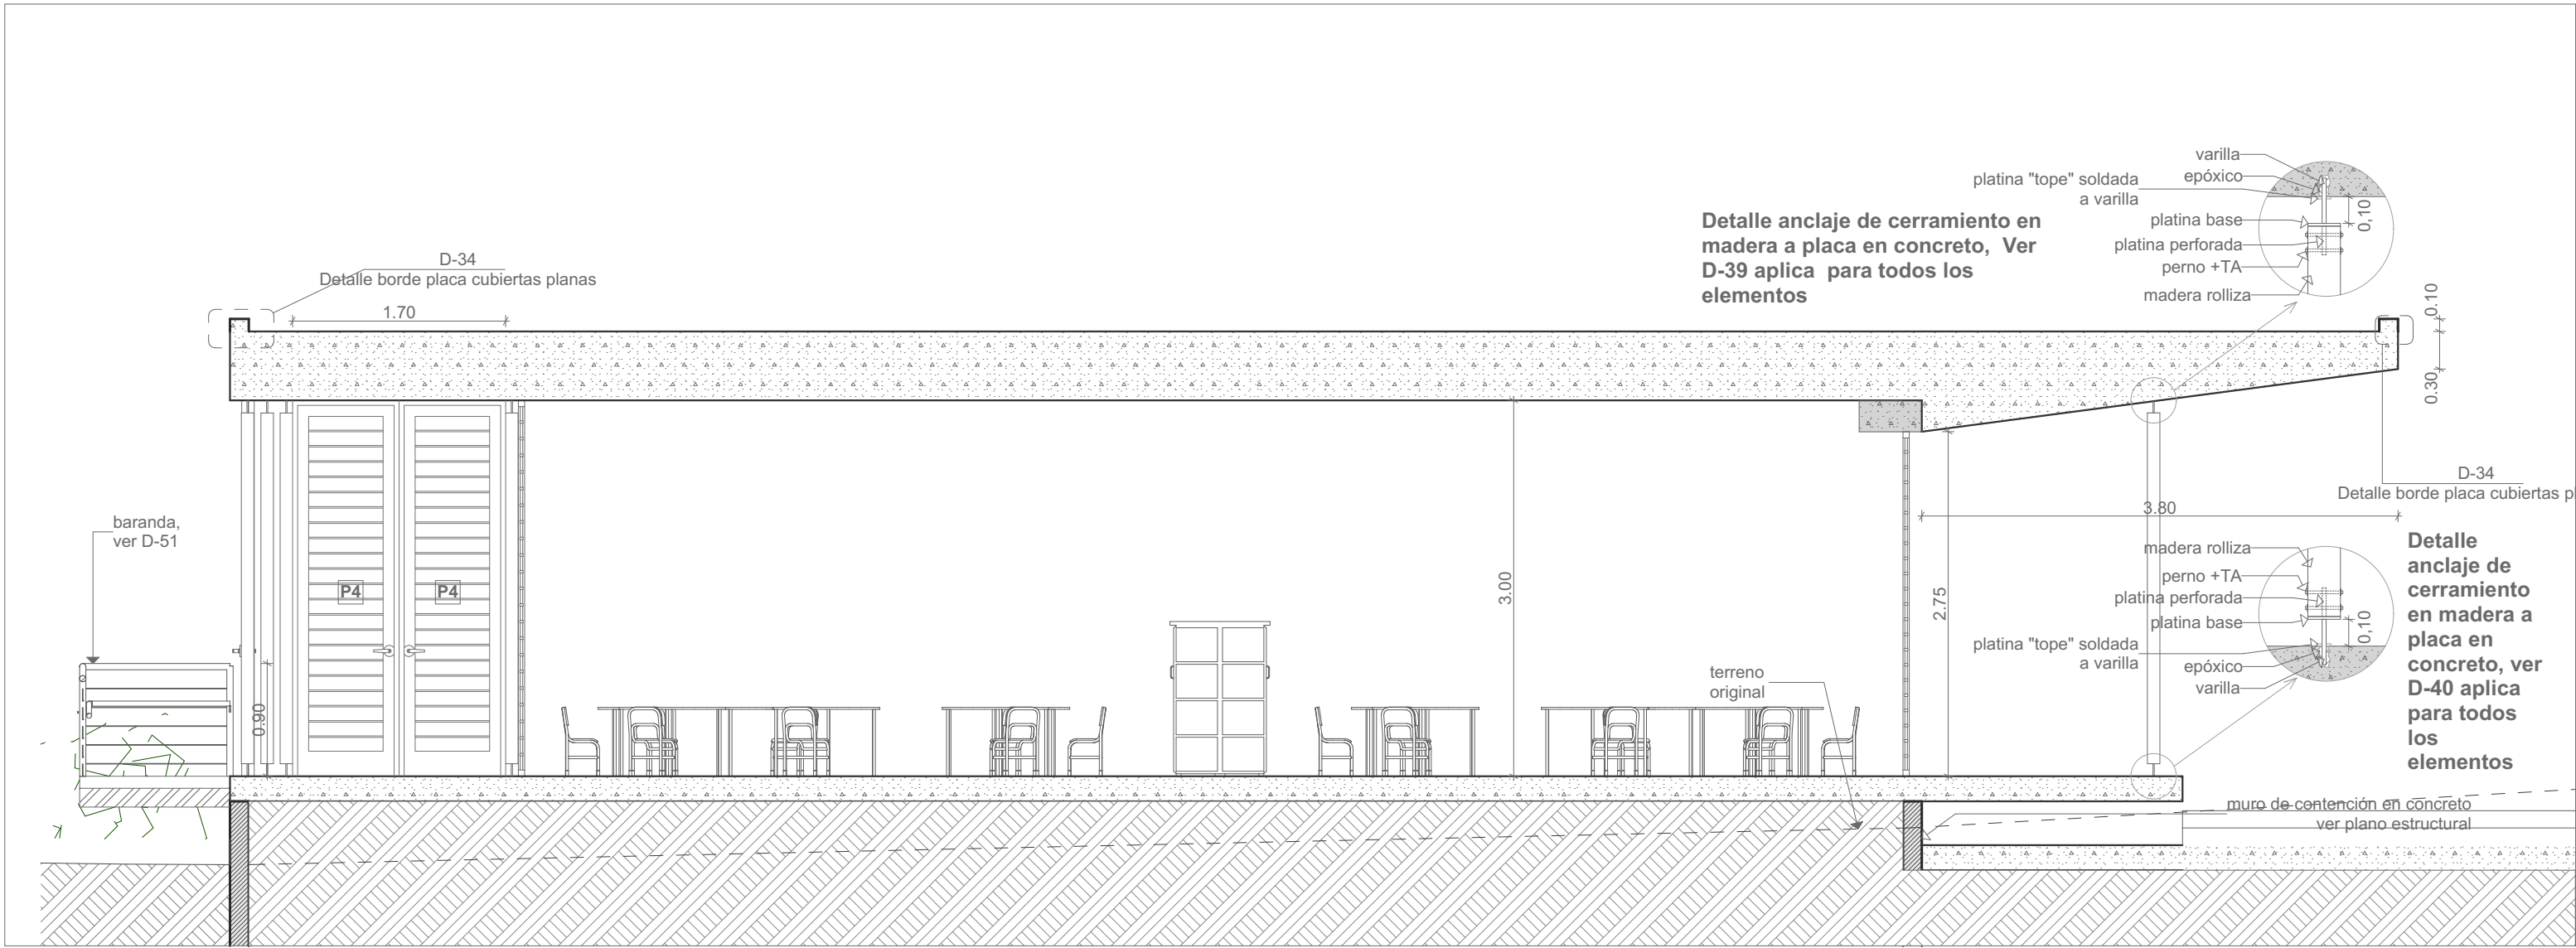 varilla
epóxico
platina "tope" soldada
a varilla
platina base
platina perforada
perno +TA
madera rolliza
0,10
Detalle anclaje de cerramiento en
madera a placa en concreto,  Ver
D-39 aplica  para todos los
elementos
D-34
Detalle borde placa cubiertas planas
1.70
0.10
0.30
D-34
Detalle borde placa cubiertas pl
3.80
baranda,
ver D-51
P4
P4
3.00
2.75
0.90
madera rolliza
perno +TA
platina perforada
platina base
platina "tope" soldada
a varilla
epóxico
varilla
0,10
Detalle
anclaje de
cerramiento
en madera a
placa en
concreto, ver
D-40 aplica
para todos
los
elementos
terreno
original
muro de contención en concreto
ver plano estructural